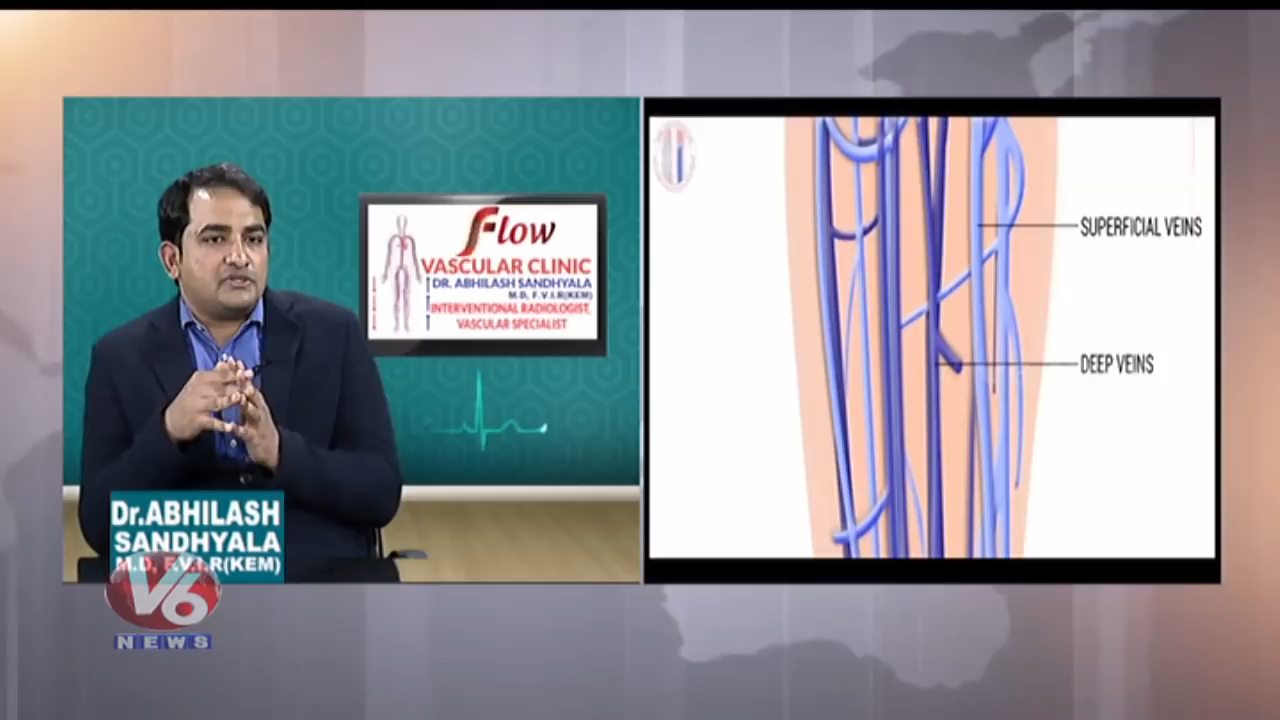 Flow
VASCULAR CLINIC
DR. ABHILASH SANDHYALA
M.D, F.V.I.R(KEM)
INTERVENTIONAL RADIOLOGIST,
VASCULAR SPECIALIST
SUPERFICIAL VEINS
DEEP VEINS
Dr.ABHILASH
SANDHYALA
M.D, F.V.I.R(KEM)
V6
NEWS